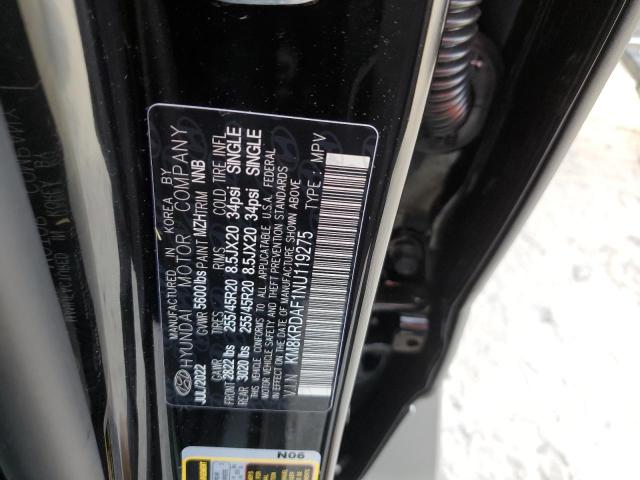 MANUFACTURED IN KOREA BY
HYUNDAI MOTOR COMPANY
JUL/2022 GVWR 5600 lbs PAINT MZH TRIM NNB
GAWR TIRES RIMS COLD TIRE INFL
FRONT 2822 lbs 255/45R20 8.5JX20 34psi SINGLE
REAR 3020 lbs 255/45R20 8.5JX20 34psi SINGLE
THIS VEHICLE CONFORMS TO ALL APPLICABLE U.S.A. FEDERAL
MOTOR VEHICLE SAFETY AND THEFT PREVENTION STANDARDS
IN EFFECT ON THE DATE OF MANUFACTURE SHOWN ABOVE
V.I.N: KM8KRDAF1NU119275 TYPE: MPV
N06